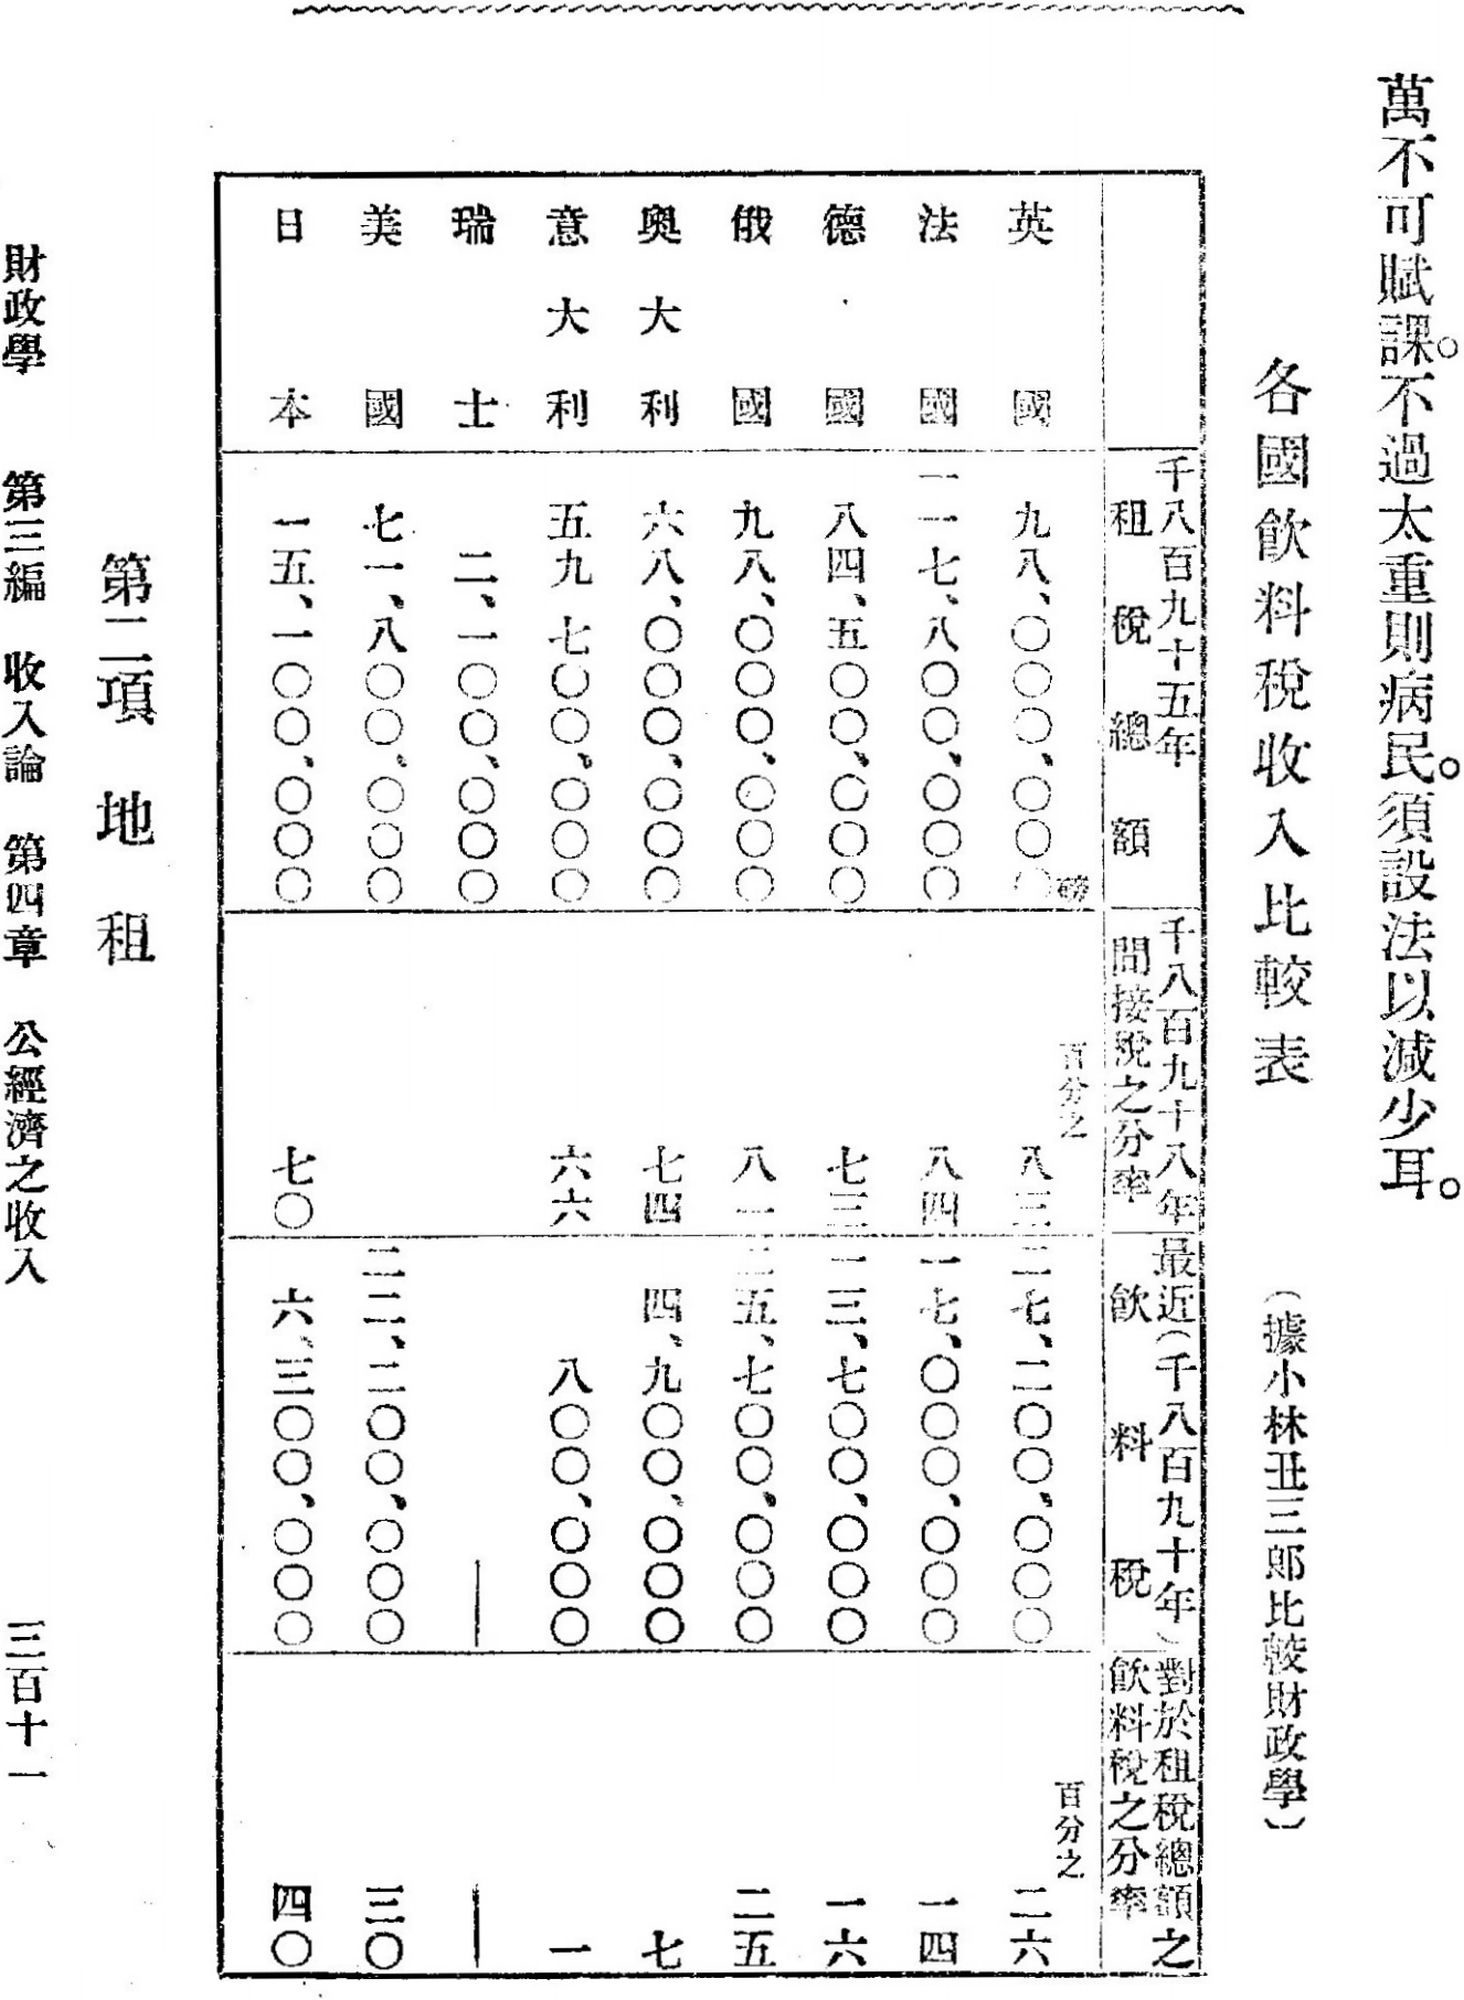 萬不可賦課。不過太重則病民。須設法以減少耳。
各國飲料稅收入比較表 (據小林丑三郎比較財政學)
千八百九十五年
租稅總額
千八百九十八年
間接稅之分率
最近(千八百九十年)
飲料稅
對於租稅總額之
飲料稅之分率
磅
百分之
百分之
英國 九八、〇〇〇、〇〇〇 八三 二七、二〇〇、〇〇〇 二六
法國 一一七、八〇〇、〇〇〇 八四 一七、〇〇〇、〇〇〇 一四
德國 八四、五〇〇、〇〇〇 七三 一三、七〇〇、〇〇〇 一六
俄國 九八、〇〇〇、〇〇〇 八一 二五、七〇〇、〇〇〇 二五
奧大利 六八、〇〇〇、〇〇〇 七四 四、九〇〇、〇〇〇 七
意大利 五九、七〇〇、〇〇〇 六六 八〇〇、〇〇〇 一
瑞士 二、一〇〇、〇〇〇 — —
美國 七一、八〇〇、〇〇〇 二二、二〇〇、〇〇〇 三〇
日本 一五、一〇〇、〇〇〇 七〇 六、三〇〇、〇〇〇 四〇
第二項 地租
財政學 第三編 收入論 第四章 公經濟之收入 三百十一